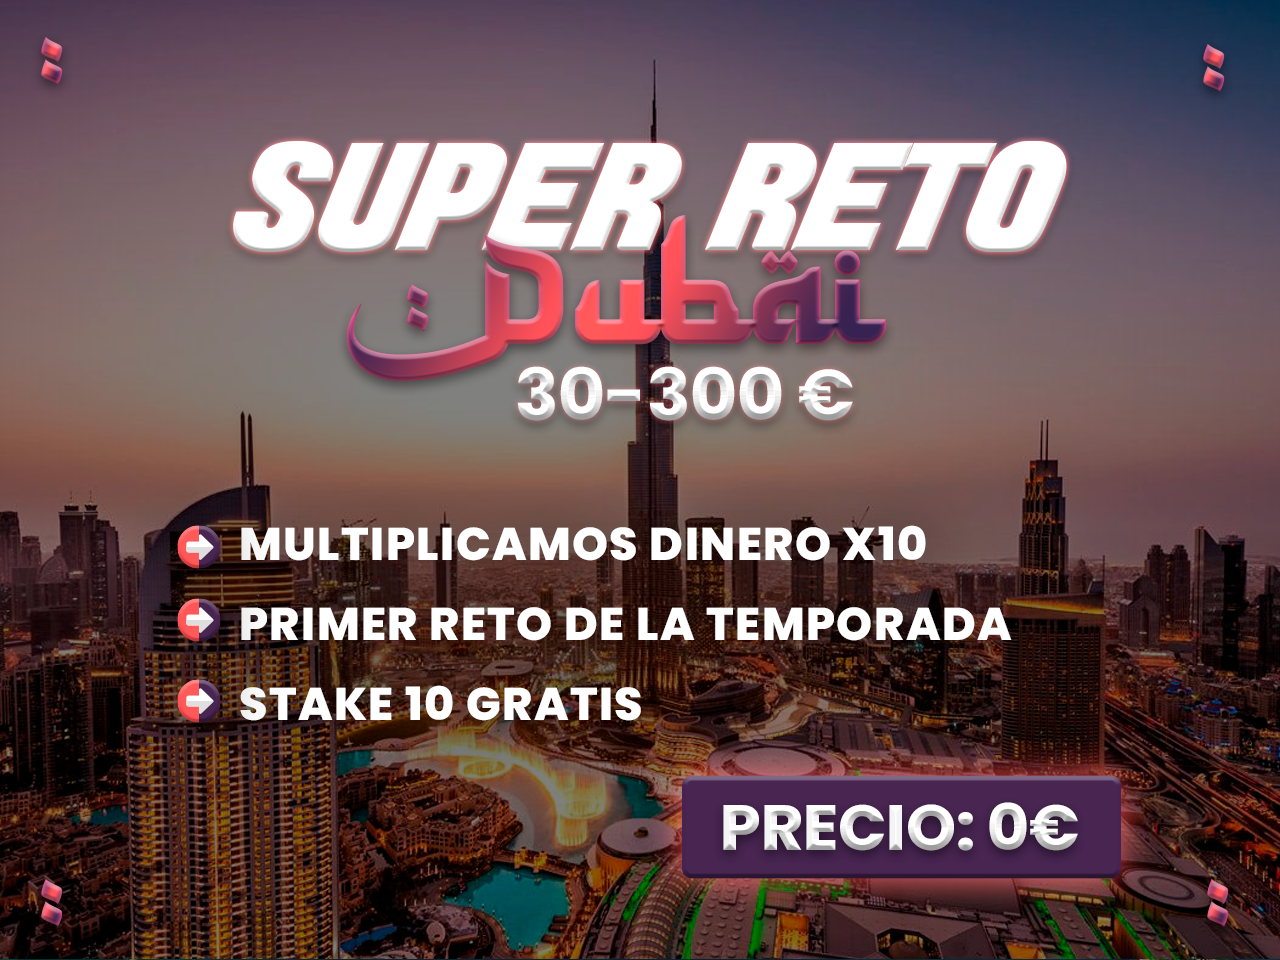 SUPER RETO
Dubai
30-300 €
MULTIPLICAMOS DINERO X10
PRIMER RETO DE LA TEMPORADA
STAKE 10 GRATIS
PRECIO: 0€